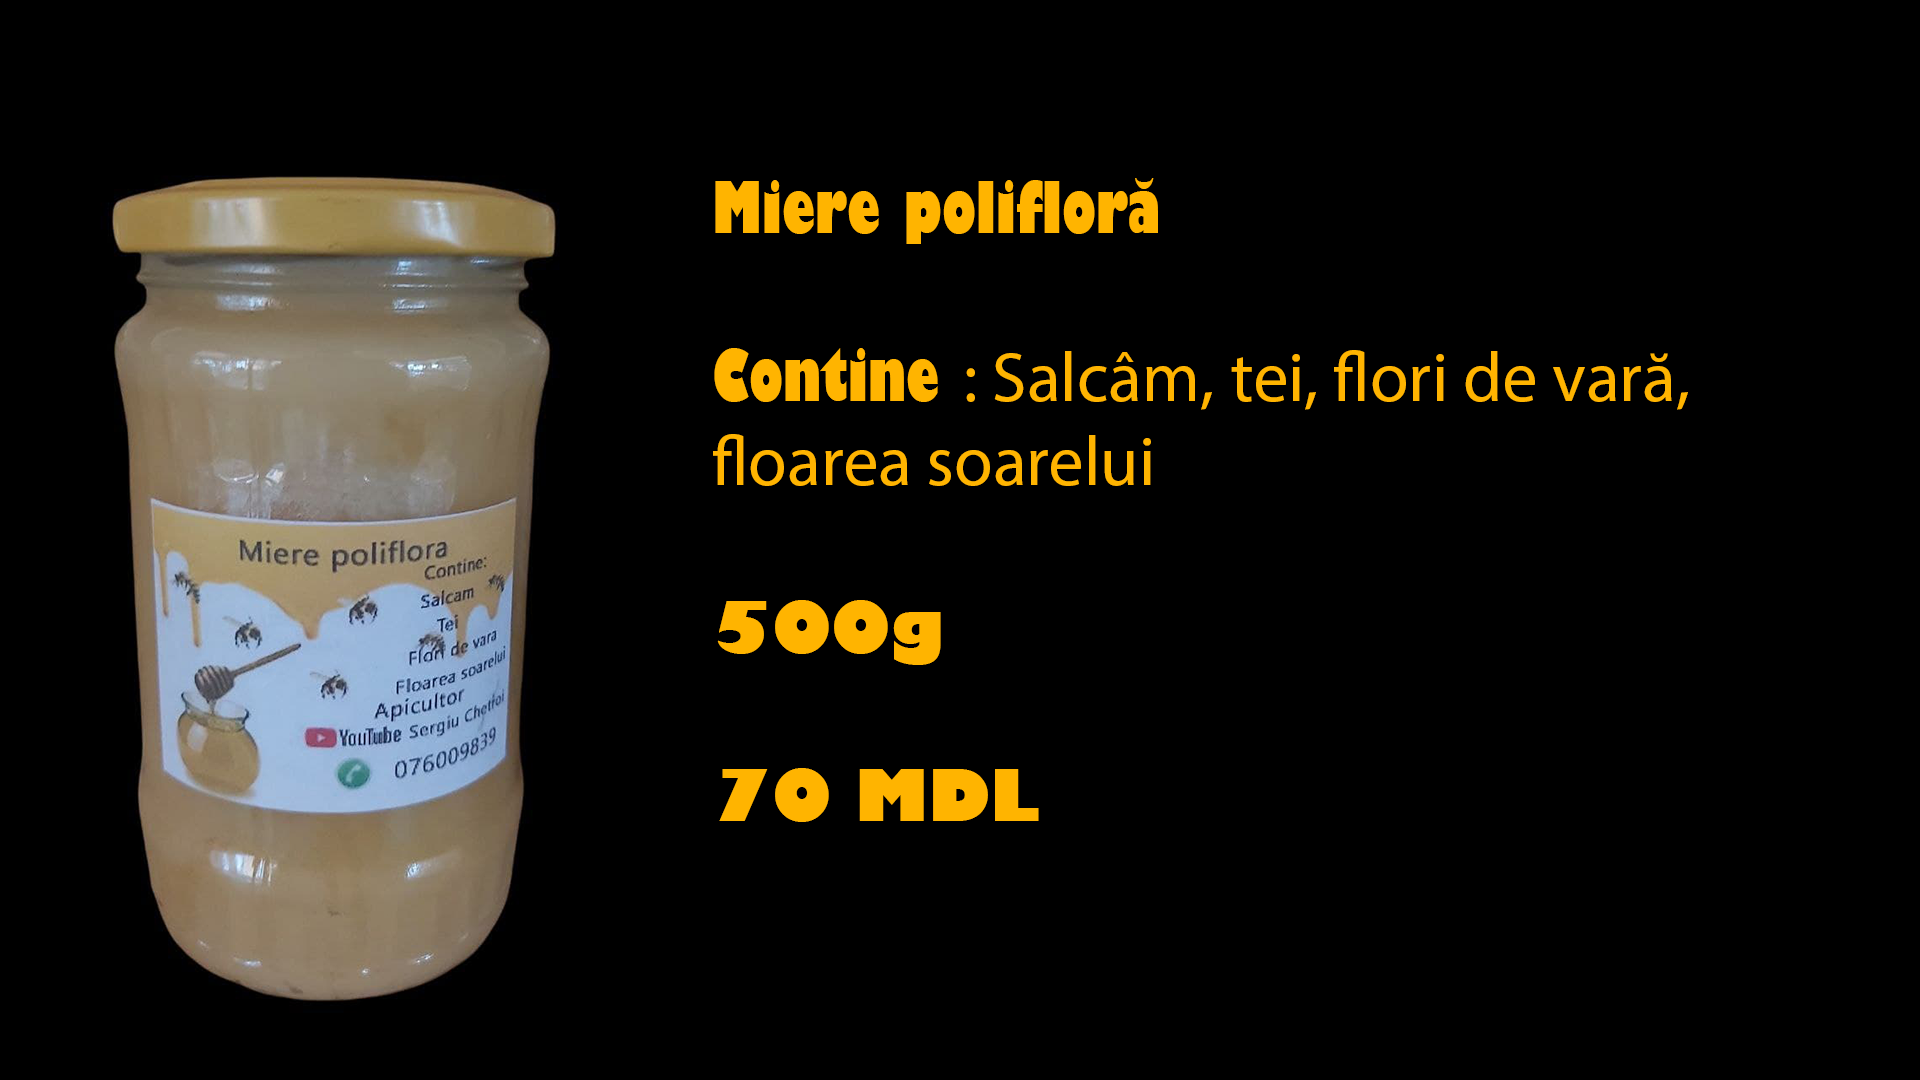 Miere polifloră
Contine : Salcâm, tei, flori de vară,
floarea soarelui
500g
70 MDL
Miere poliflora
Contine:
Salcam
Tei
Flori de vara
Floarea soarelui
Apicultor
YouTube Sergiu
076009839